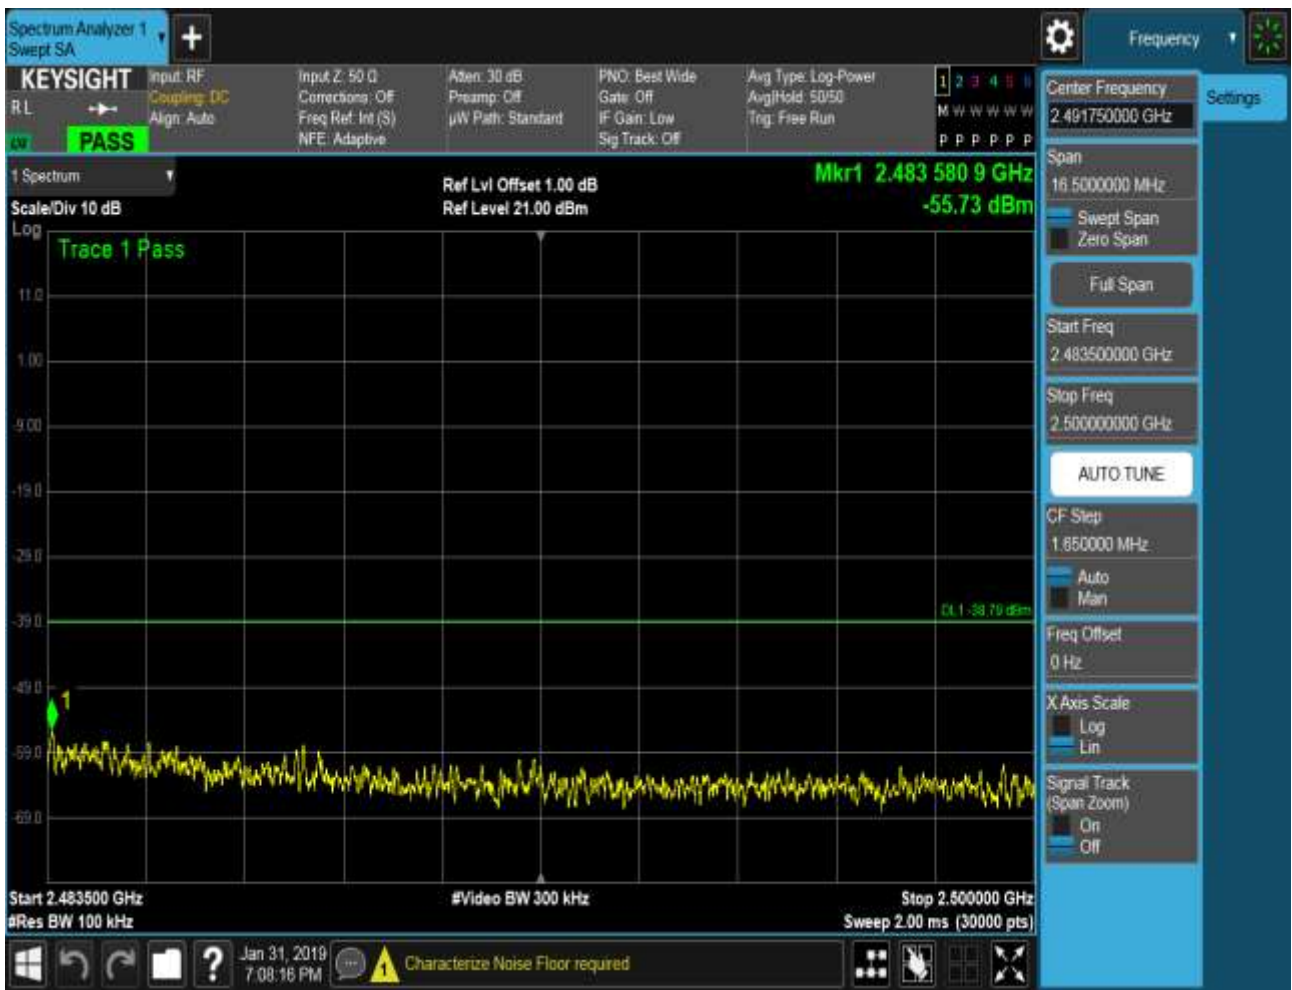 Spectrum Analyzer 1
Swept SA
+
Frequency
KEYSIGHT
R L
PASS
Input: RF
Coupling: DC
Align: Auto
Input Z: 50 Ω
Corrections: Off
Freq Ref: Int (S)
NFE: Adaptive
Atten: 30 dB
Preamp: Off
µW Path: Standard
PNO: Best Wide
Gate: Off
IF Gain: Low
Sig Track: Off
Avg Type: Log-Power
Avg|Hold: 50/50
Trig: Free Run
1 2 3 4 5 6
M W W W W W
P P P P P P
1 Spectrum
Scale/Div 10 dB
Log
Ref Lvl Offset 1.00 dB
Ref Level 21.00 dBm
Mkr1 2.483 580 9 GHz
-55.73 dBm
Trace 1 Pass
11.0
1.00
-9.00
-19.0
-29.0
-39.0
-49.0
-59.0
-69.0
DL1 -38.79 dBm
1
Start 2.483500 GHz
#Res BW 100 kHz
#Video BW 300 kHz
Stop 2.500000 GHz
Sweep 2.00 ms (30000 pts)
Center Frequency
2.491750000 GHz
Settings
Span
16.5000000 MHz
Swept Span
Zero Span
Full Span
Start Freq
2.483500000 GHz
Stop Freq
2.500000000 GHz
AUTO TUNE
CF Step
1.650000 MHz
Auto
Man
Freq Offset
0 Hz
X Axis Scale
Log
Lin
Signal Track
(Span Zoom)
On
Off
?
Jan 31, 2019
7:08:16 PM
1
Characterize Noise Floor required